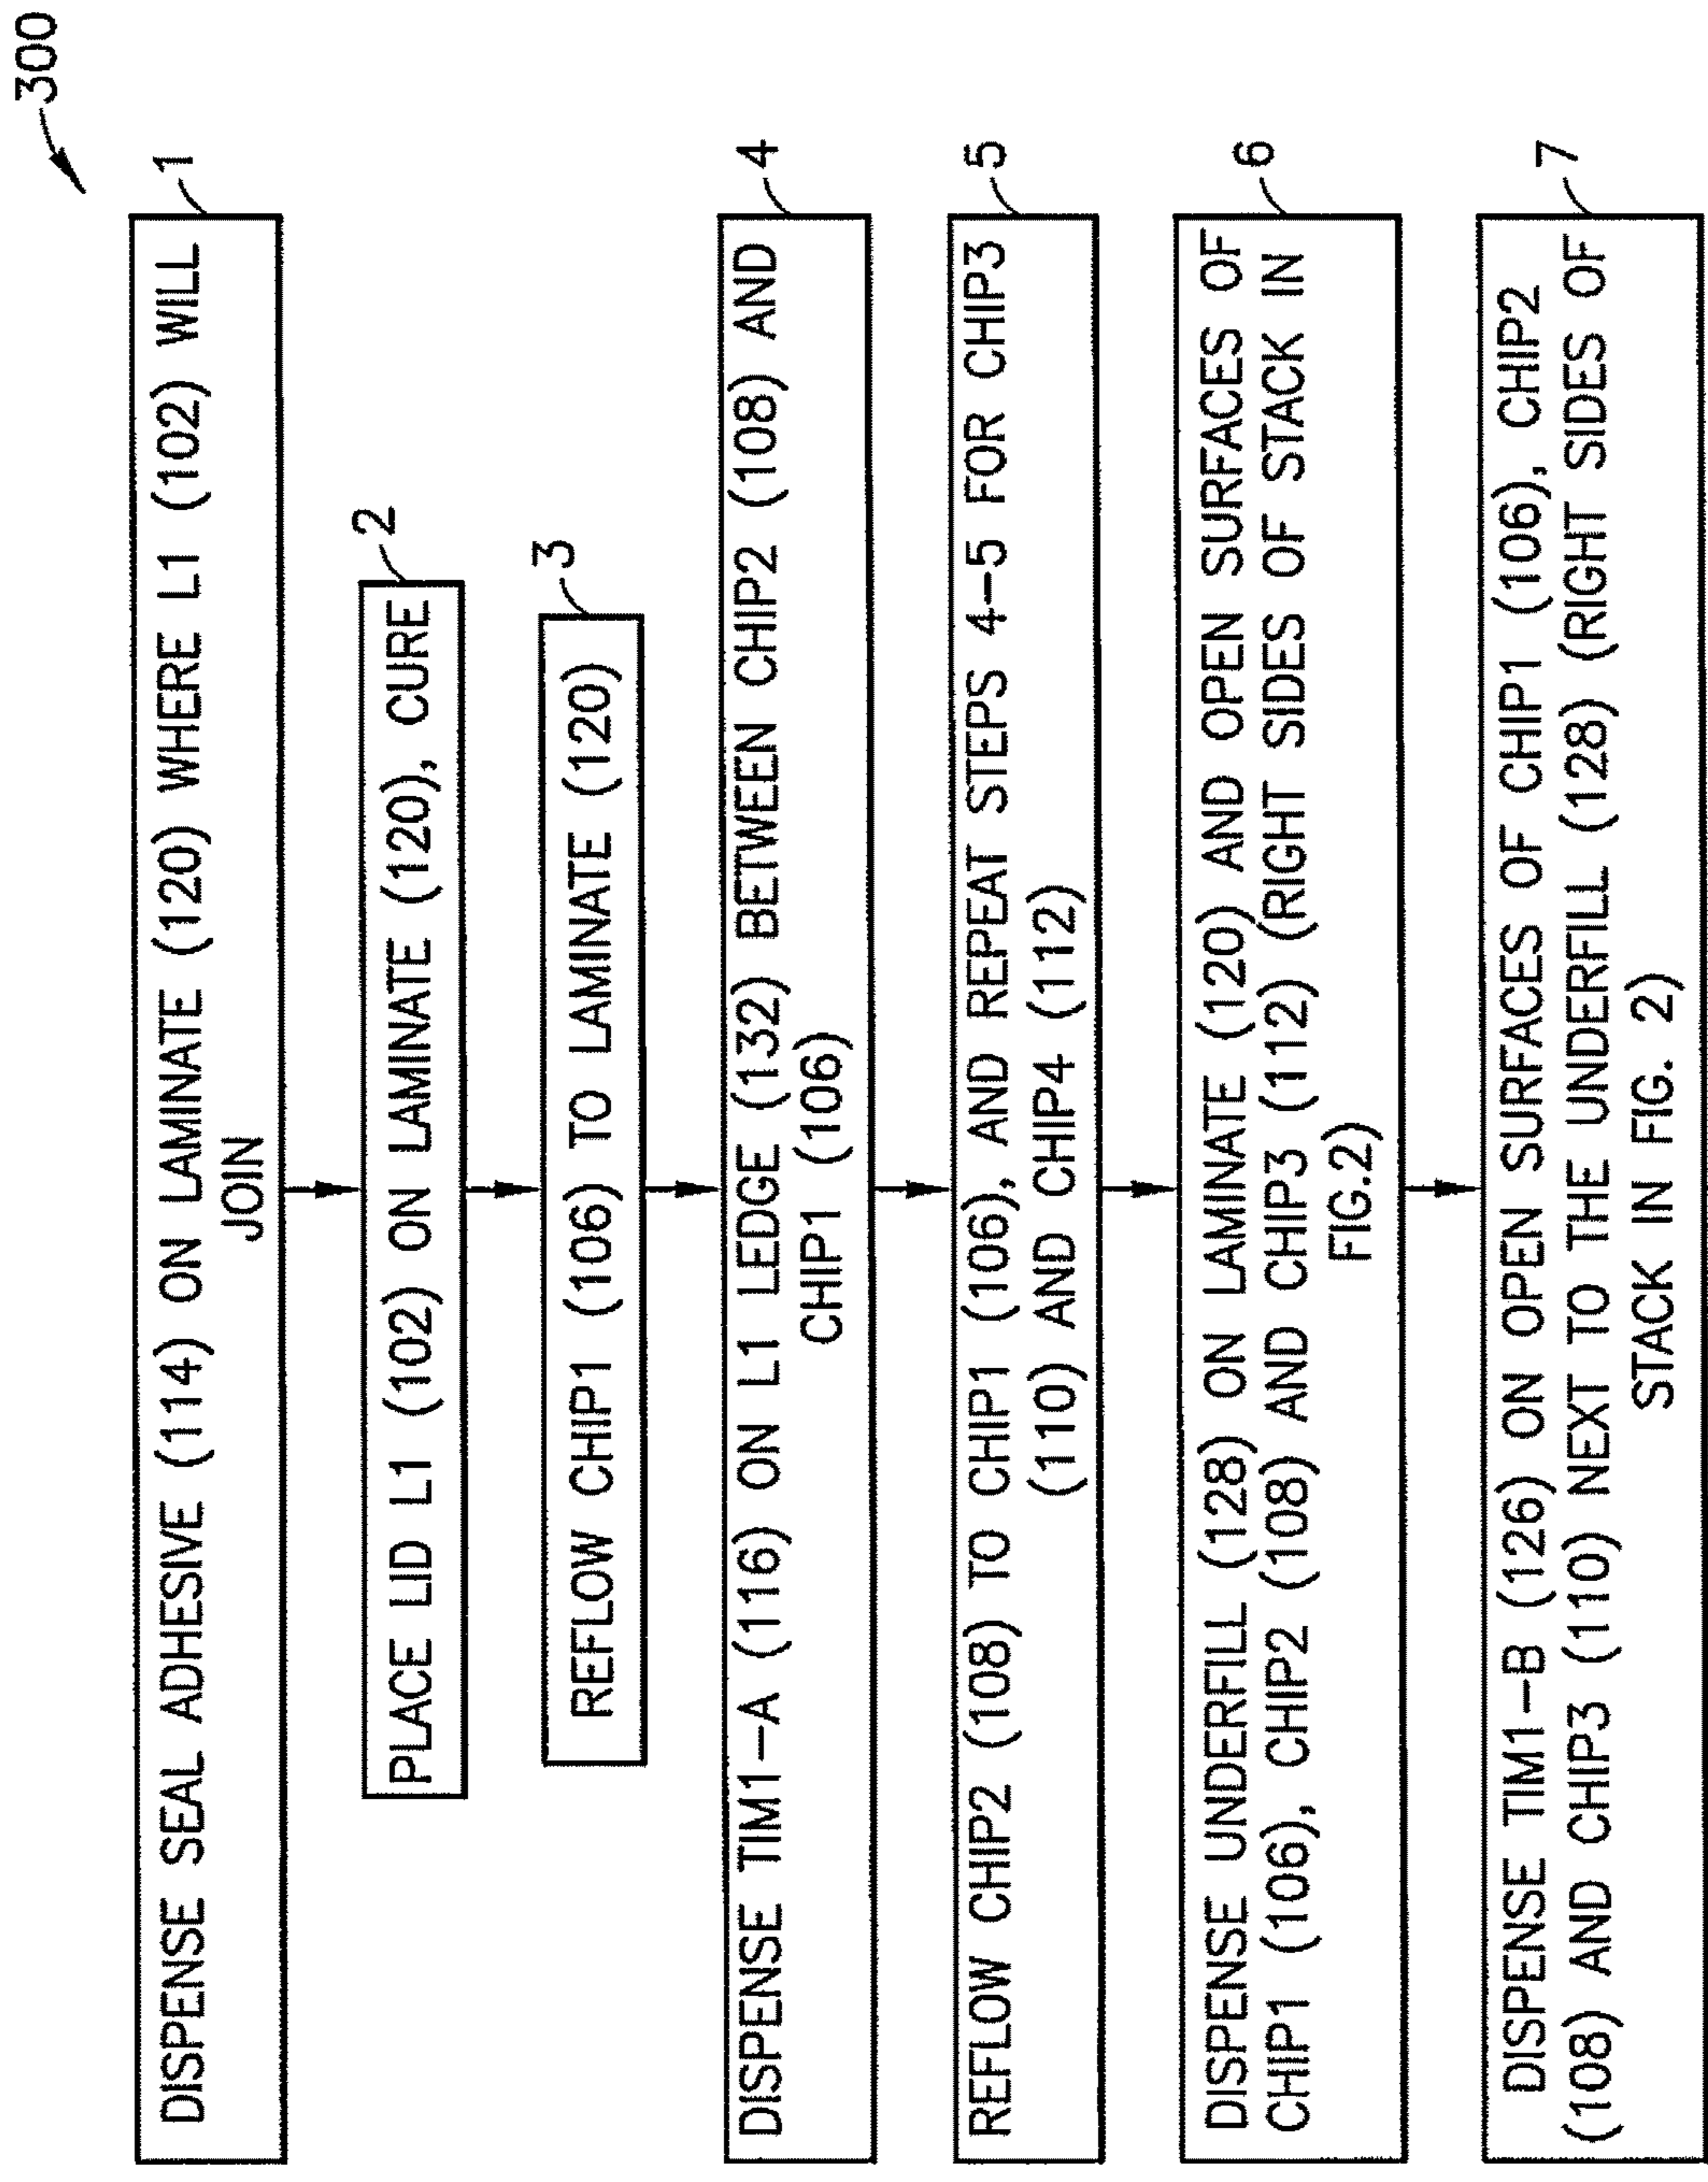 300
DISPENSE SEAL ADHESIVE (114) ON LAMINATE (120) WHERE L1 (102) WILL
JOIN
1
PLACE LID L1 (102) ON LAMINATE (120), CURE
2
REFLOW CHIP1 (106) TO LAMINATE (120)
3
DISPENSE TIM1-A (116) ON L1 LEDGE (132) BETWEEN CHIP2 (108) AND
CHIP1 (106)
4
REFLOW CHIP2 (108) TO CHIP1 (106), AND REPEAT STEPS 4-5 FOR CHIP3
(110) AND CHIP4 (112)
5
DISPENSE UNDERFILL (128) ON LAMINATE (120) AND OPEN SURFACES OF
CHIP1 (106), CHIP2 (108) AND CHIP3 (112) (RIGHT SIDES OF STACK IN
FIG.2)
6
DISPENSE TIM1-B (126) ON OPEN SURFACES OF CHIP1 (106), CHIP2
(108) AND CHIP3 (110) NEXT TO THE UNDERFILL (128) (RIGHT SIDES OF
STACK IN FIG. 2)
7